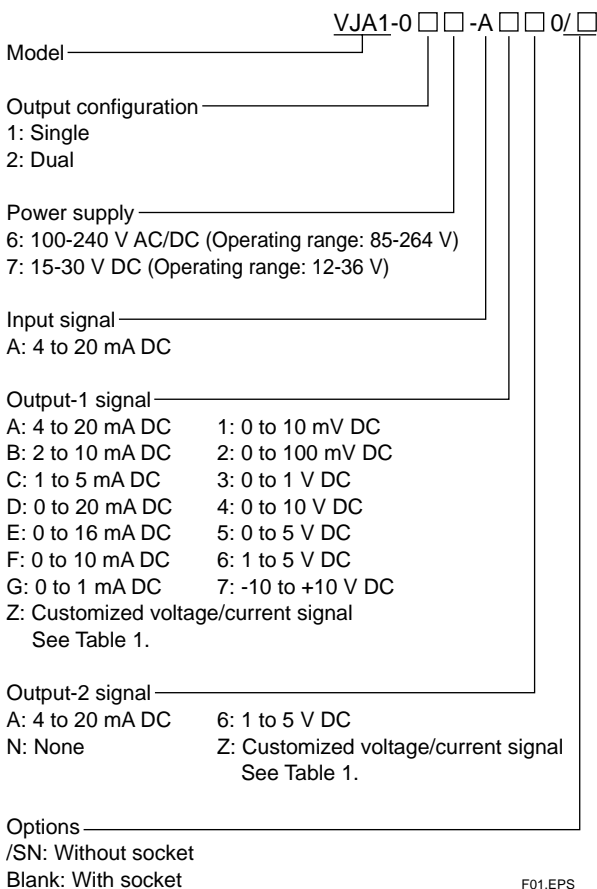 VJA1-0 □ □ -A □ □ 0/ □
Model
Output configuration
1: Single
2: Dual
Power supply
6: 100-240 V AC/DC (Operating range: 85-264 V)
7: 15-30 V DC (Operating range: 12-36 V)
Input signal
A: 4 to 20 mA DC
Output-1 signal
A: 4 to 20 mA DC 1: 0 to 10 mV DC
B: 2 to 10 mA DC 2: 0 to 100 mV DC
C: 1 to 5 mA DC 3: 0 to 1 V DC
D: 0 to 20 mA DC 4: 0 to 10 V DC
E: 0 to 16 mA DC 5: 0 to 5 V DC
F: 0 to 10 mA DC 6: 1 to 5 V DC
G: 0 to 1 mA DC 7: -10 to +10 V DC
Z: Customized voltage/current signal
See Table 1.
Output-2 signal
A: 4 to 20 mA DC 6: 1 to 5 V DC
N: None Z: Customized voltage/current signal
See Table 1.
Options
/SN: Without socket
Blank: With socket
F01.EPS